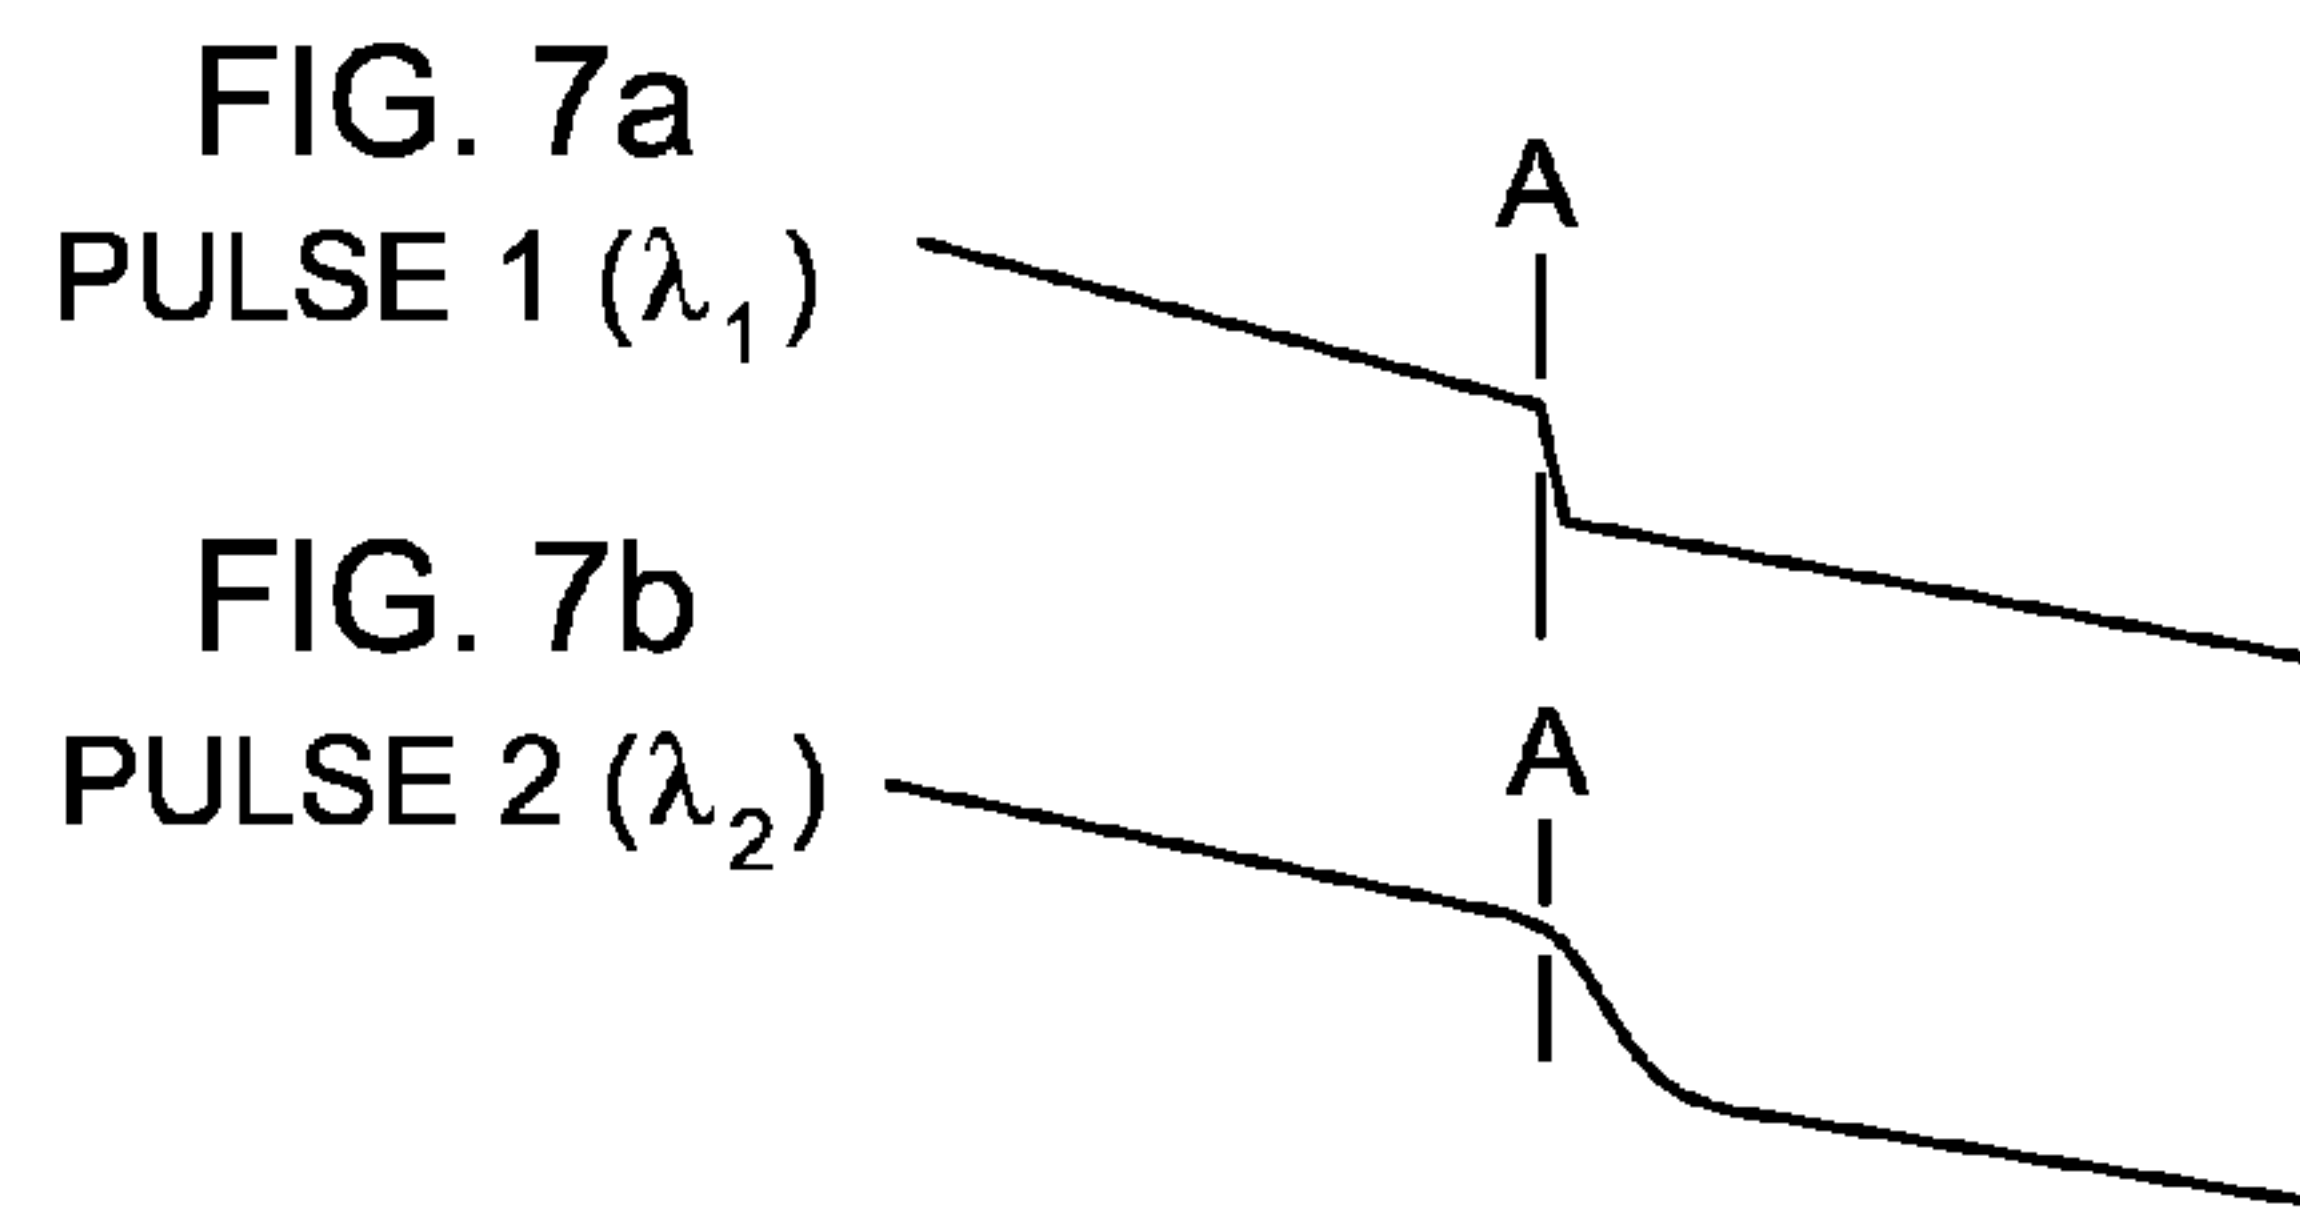 FIG. 7a
A
PULSE 1 (λ1)
FIG. 7b
A
PULSE 2 (λ2)